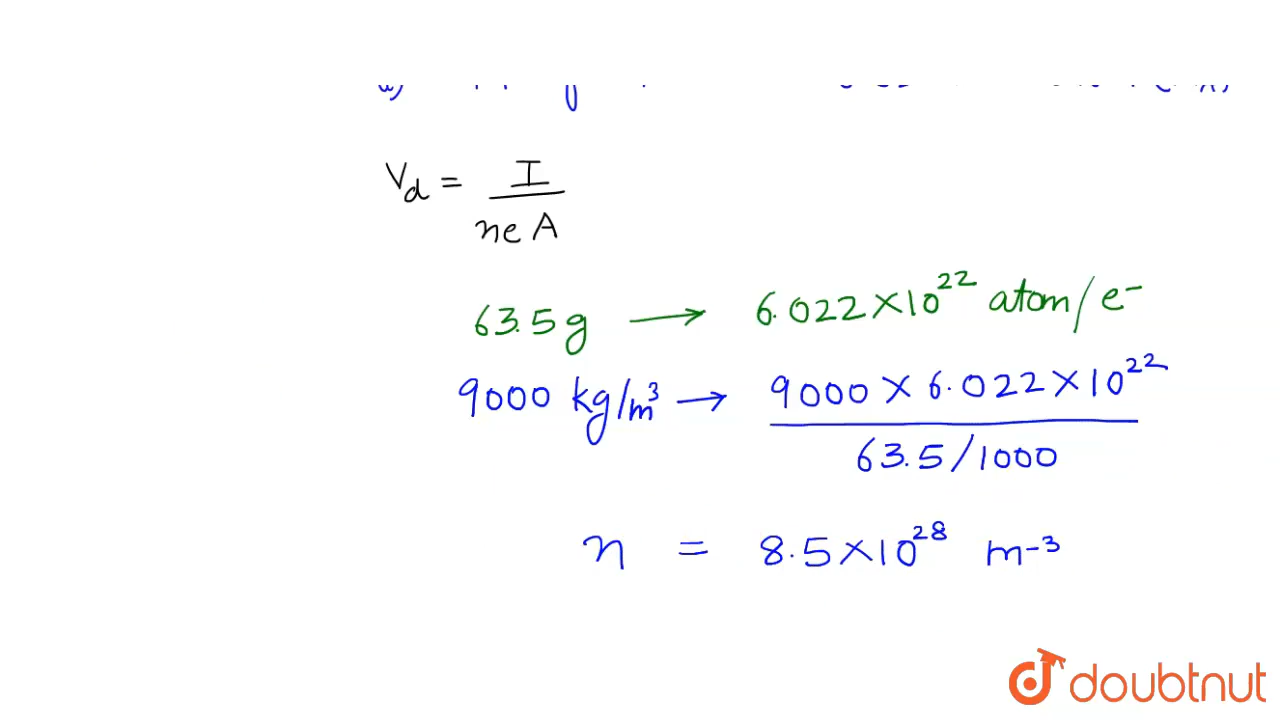 V_d = I / neA
63.5g → 6.022×10^22 atom/e^-
9000 kg/m^3 → 9000 × 6.022 × 10^22 / 63.5/1000
n = 8.5×10^28 m^-3
doubtnut